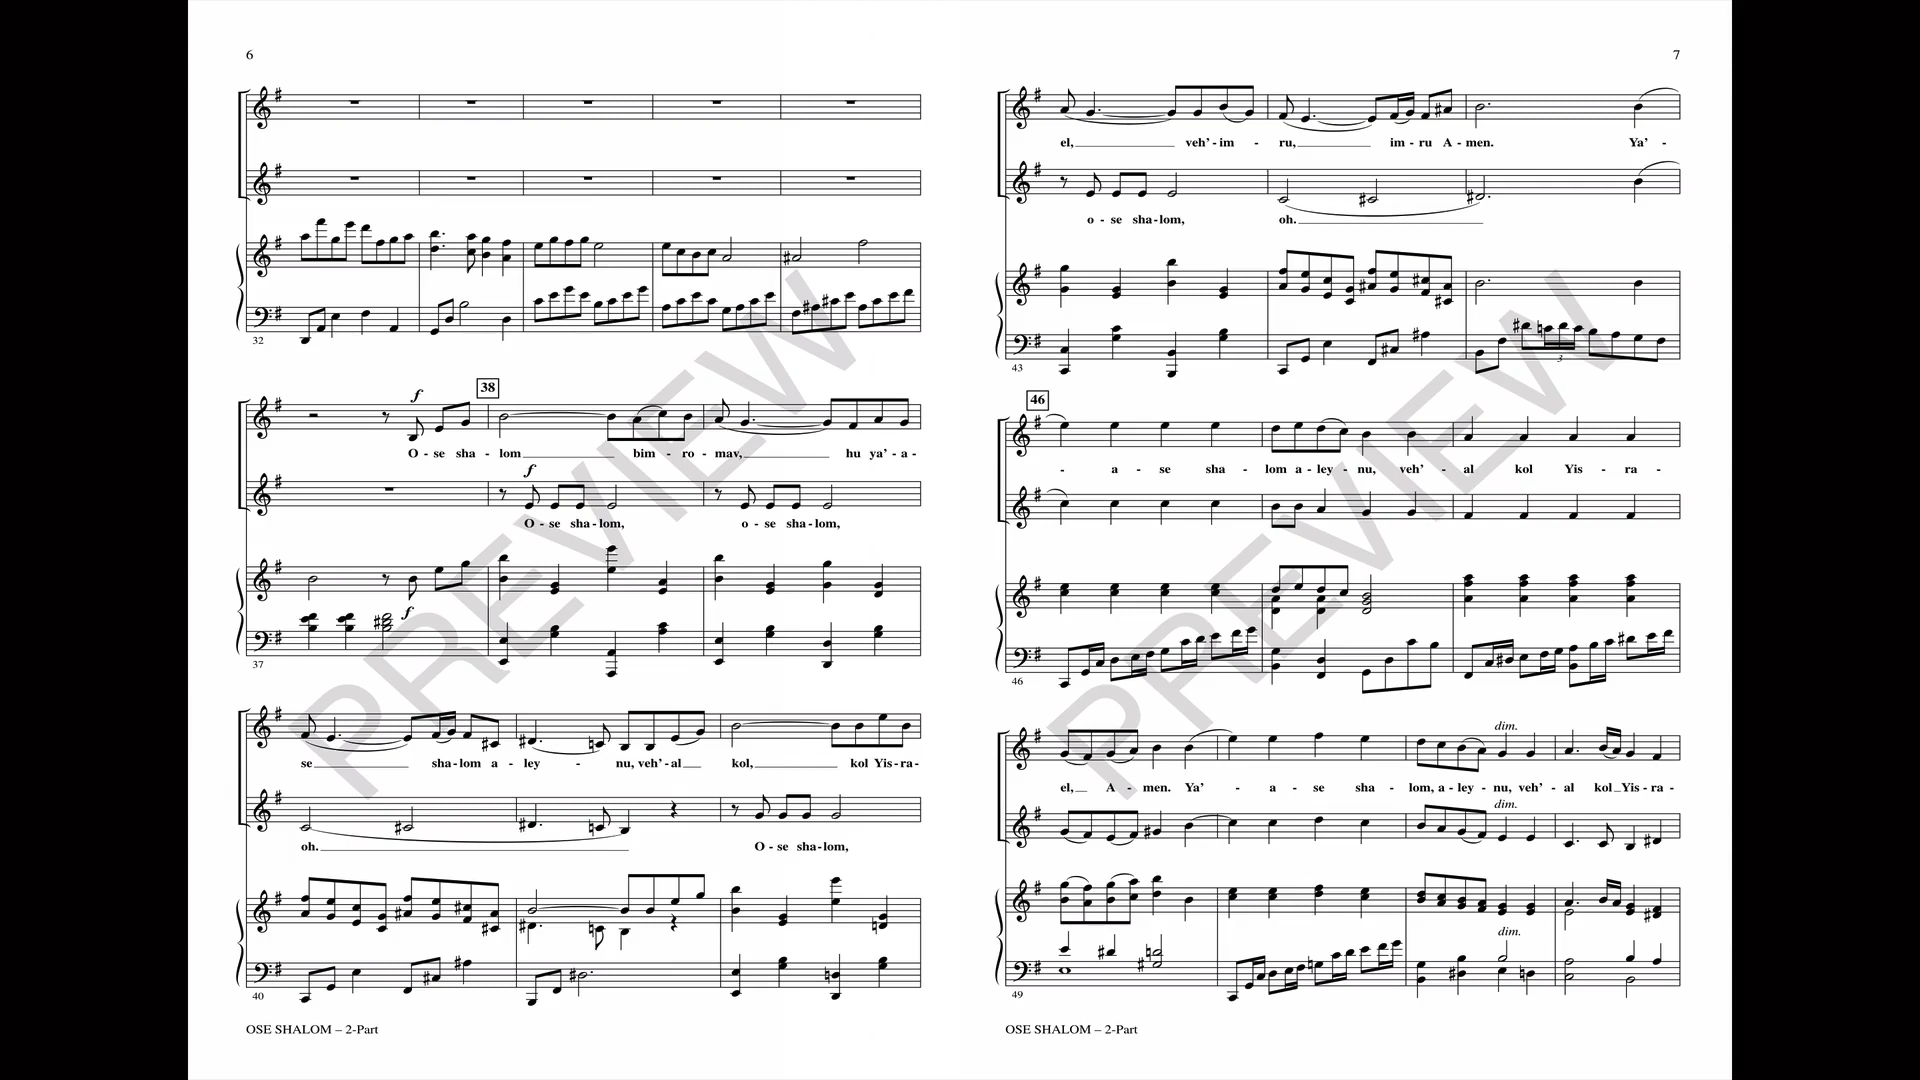 6
32
f
38
O - se sha - lom bim - ro - mav, hu ya' - a -
f
O - se sha - lom, o - se sha - lom,
f
37
se sha - lom a - ley - nu, veh' - al kol, kol Yis - ra -
oh. O - se sha - lom,
40
OSE SHALOM – 2-Part
7
el, veh' - im - ru, im - ru A - men. Ya' -
o - se sha - lom, oh.
3
43
46
- a - se sha - lom a - ley - nu, veh' - al kol Yis - ra -
46
dim.
el, A - men. Ya' - a - se sha - lom, a - ley - nu, veh' - al kol Yis - ra -
dim.
dim.
49
OSE SHALOM – 2-Part
PREVIEW
PREVIEW